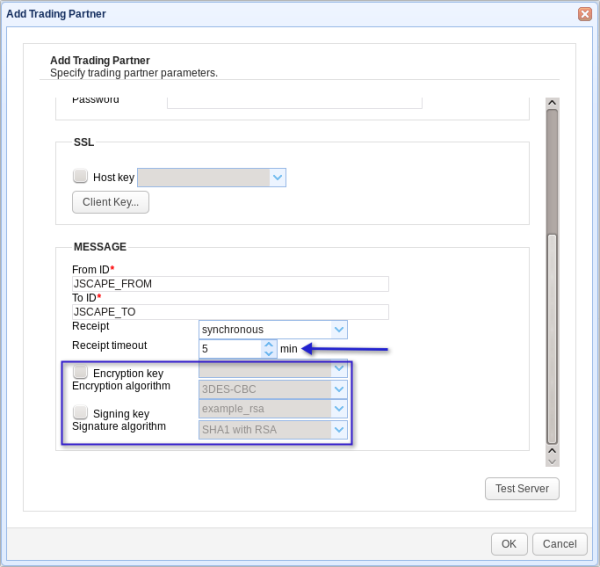 Add Trading Partner
Add Trading Partner
Specify trading partner parameters.
Password
SSL
Host key
Client Key...
MESSAGE
From ID*
JSCAPE_FROM
To ID*
JSCAPE_TO
Receipt synchronous
Receipt timeout 5 min
Encryption key
Encryption algorithm 3DES-CBC
Signing key example_rsa
Signature algorithm SHA1 with RSA
Test Server
OK Cancel